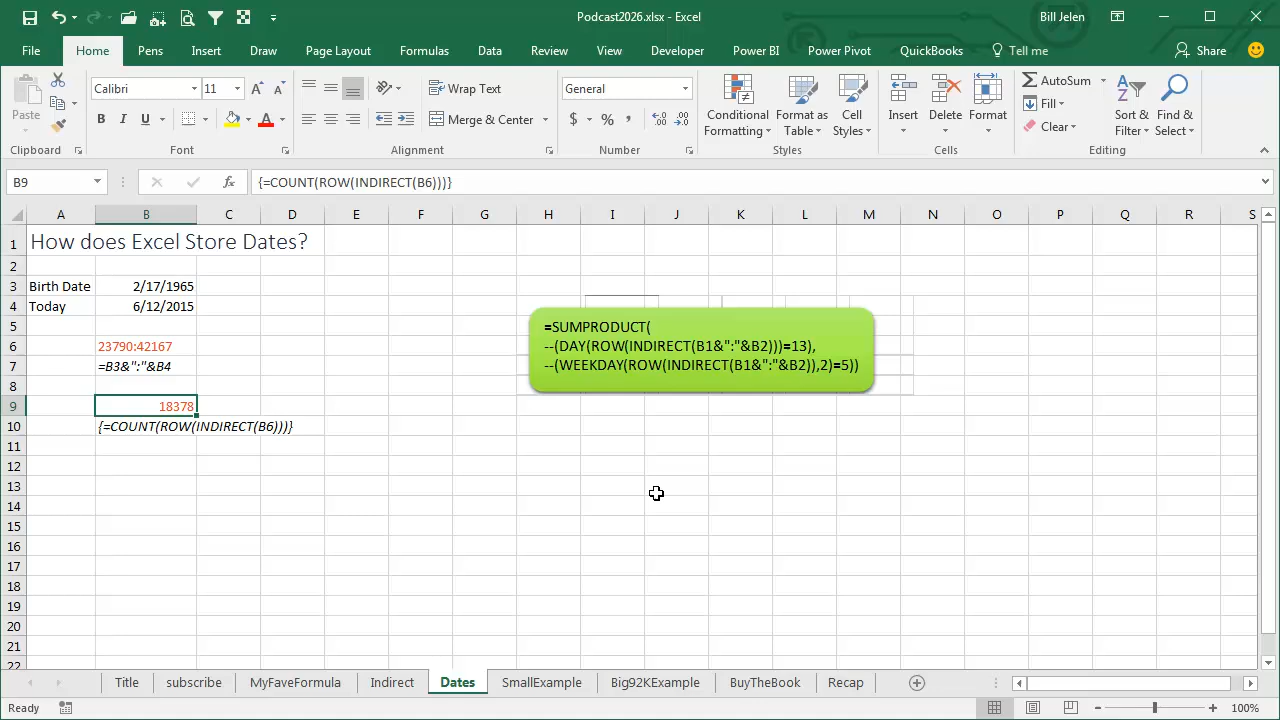 Podcast2026.xlsx - Excel
Bill Jelen
File Home Pens Insert Draw Page Layout Formulas Data Review View Developer Power BI Power Pivot QuickBooks Tell me Share
Paste
Calibri 11
B I U
Wrap Text
Merge & Center
General
$ % ,
Conditional Formatting
Format as Table
Cell Styles
Insert
Delete
Format
AutoSum
Fill
Clear
Sort & Filter
Find & Select
Clipboard Font Alignment Number Styles Cells Editing
B9 fx {=COUNT(ROW(INDIRECT(B6)))}
A B C D E F G H I J K L M N O P Q R S
1 How does Excel Store Dates?
2
3 Birth Date 2/17/1965
4 Today 6/12/2015
5
6 23790:42167
7 =B3&":"&B4
8
9 18378
10 {=COUNT(ROW(INDIRECT(B6)))}
11
12
13
14
15
16
17
18
19
20
21
22
=SUMPRODUCT(
--(DAY(ROW(INDIRECT(B1&":"&B2)))=13),
--(WEEKDAY(ROW(INDIRECT(B1&":"&B2)),2)=5))
Title subscribe MyFaveFormula Indirect Dates SmallExample Big92KExample BuyTheBook Recap
Ready
100%